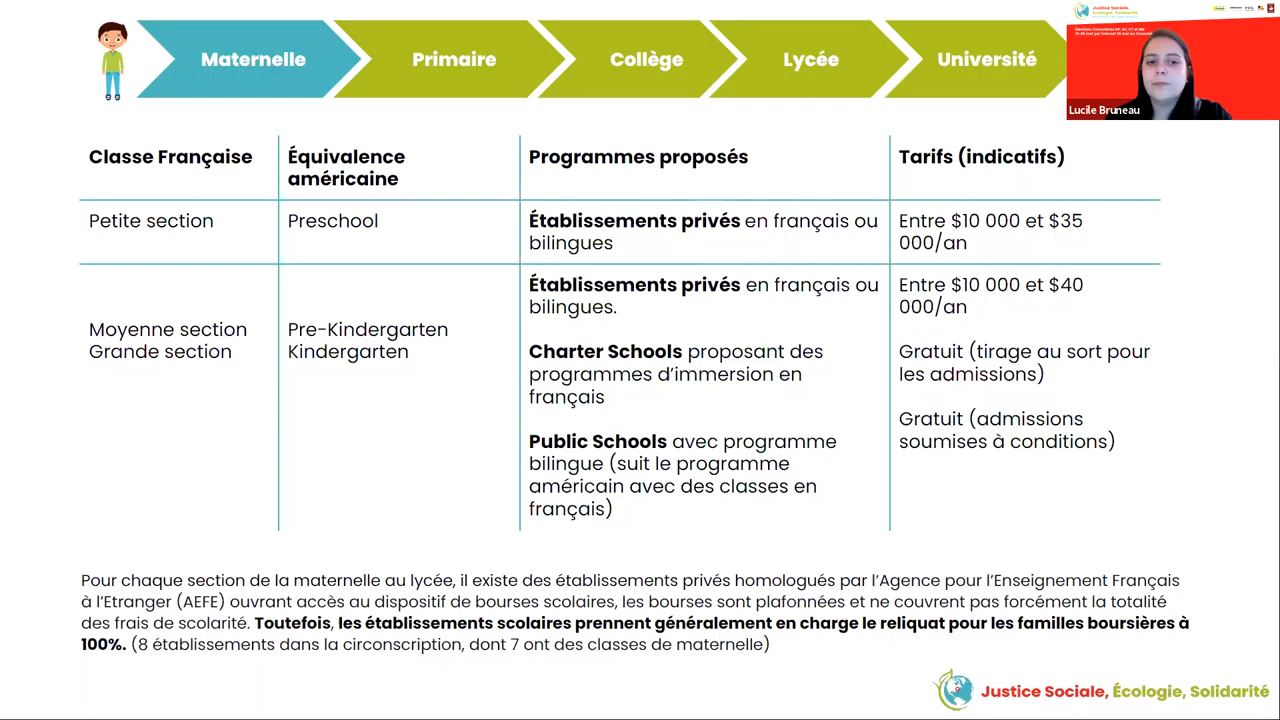 Maternelle
Primaire
Collège
Lycée
Université
Justice Sociale,
Écologie, Solidarité
Lucile Bruneau
Classe Française
Équivalence
américaine
Programmes proposés
Tarifs (indicatifs)
Petite section
Preschool
Établissements privés en français ou
bilingues
Entre $10 000 et $35
000/an
Moyenne section
Grande section
Pre-Kindergarten
Kindergarten
Établissements privés en français ou
bilingues.
Charter Schools proposant des
programmes d'immersion en
français
Public Schools avec programme
bilingue (suit le programme
américain avec des classes en
français)
Entre $10 000 et $40
000/an
Gratuit (tirage au sort pour
les admissions)
Gratuit (admissions
soumises à conditions)
Pour chaque section de la maternelle au lycée, il existe des établissements privés homologués par l'Agence pour l'Enseignement Français
à l'Etranger (AEFE) ouvrant accès au dispositif de bourses scolaires, les bourses sont plafonnées et ne couvrent pas forcément la totalité
des frais de scolarité. Toutefois, les établissements scolaires prennent généralement en charge le reliquat pour les familles boursières à
100%. (8 établissements dans la circonscription, dont 7 ont des classes de maternelle)
Justice Sociale, Écologie, Solidarité